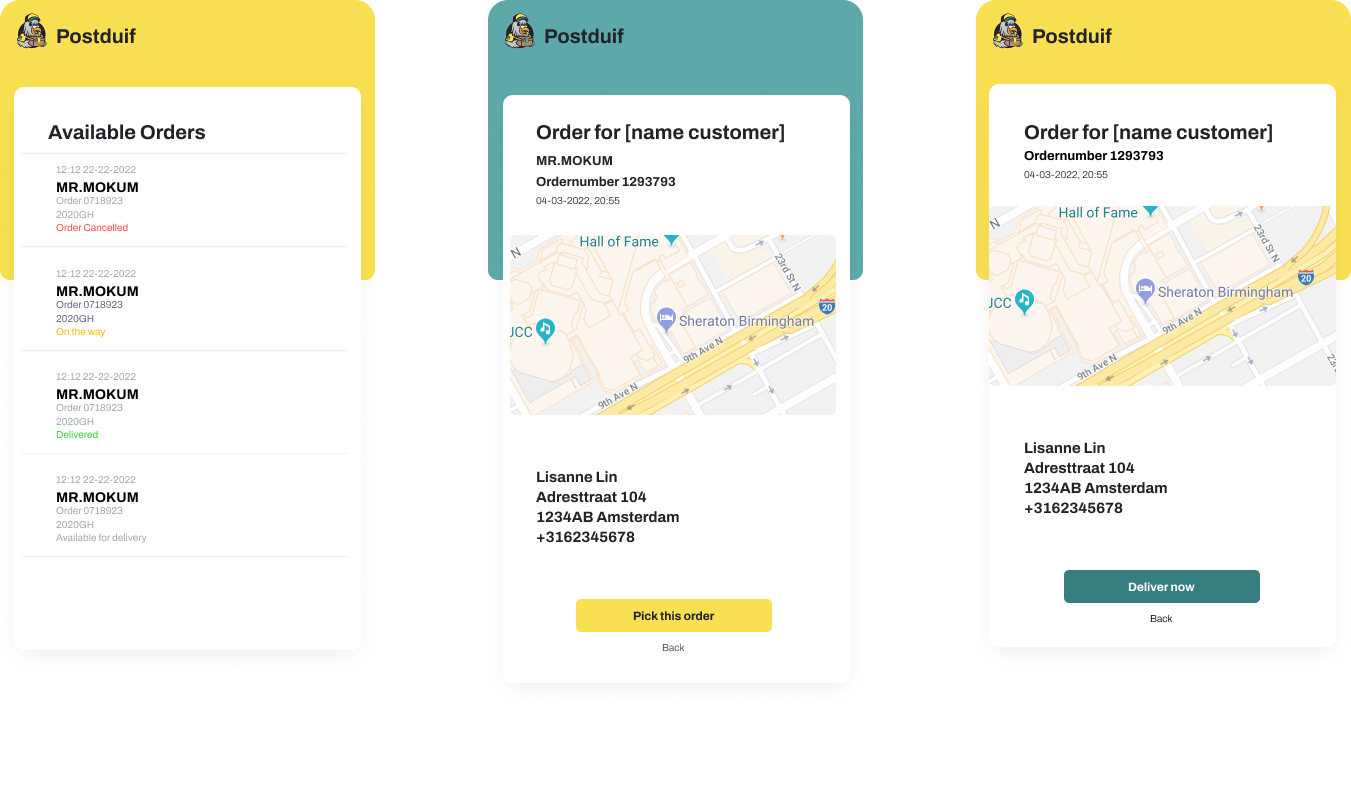 Postduif
Available Orders
12:12 22-22-2022
MR.MOKUM
Order 0718923
2020GH
Order Cancelled
12:12 22-22-2022
MR.MOKUM
Order 0718923
2020GH
On the way
12:12 22-22-2022
MR.MOKUM
Order 0718923
2020GH
Delivered
12:12 22-22-2022
MR.MOKUM
Order 0718923
2020GH
Available for delivery
Postduif
Order for [name customer]
MR.MOKUM
Ordernumber 1293793
04-03-2022, 20:55
N
Hall of Fame
23rd St N
20
Sheraton Birmingham
JCC
9th Ave N
9th Ave N
Lisanne Lin
Adresttraat 104
1234AB Amsterdam
+3162345678
Pick this order
Back
Postduif
Order for [name customer]
Ordernumber 1293793
04-03-2022, 20:55
N
Hall of Fame
23rd St N
20
Sheraton Birmingham
JCC
9th Ave N
9th Ave N
23rd
Lisanne Lin
Adresttraat 104
1234AB Amsterdam
+3162345678
Deliver now
Back